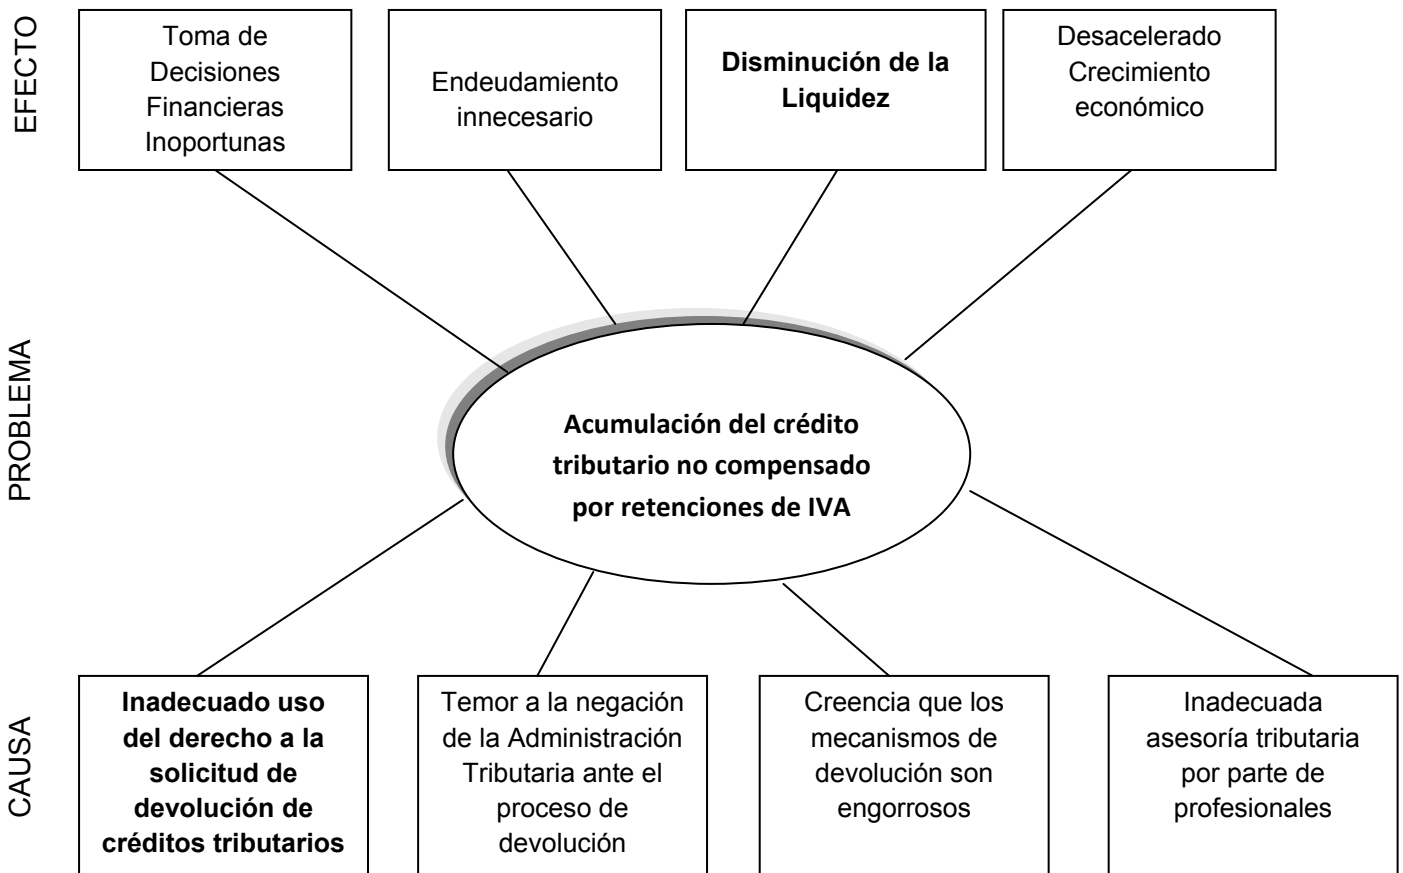 EFECTO
Toma de
Decisiones
Financieras
Inoportunas
Endeudamiento
innecesario
Disminución de la
Liquidez
Desacelerado
Crecimiento
económico
PROBLEMA
Acumulación del crédito
tributario no compensado
por retenciones de IVA
CAUSA
Inadecuado uso
del derecho a la
solicitud de
devolución de
créditos tributarios
Temor a la negación
de la Administración
Tributaria ante el
proceso de
devolución
Creencia que los
mecanismos de
devolución son
engorrosos
Inadecuada
asesoría tributaria
por parte de
profesionales